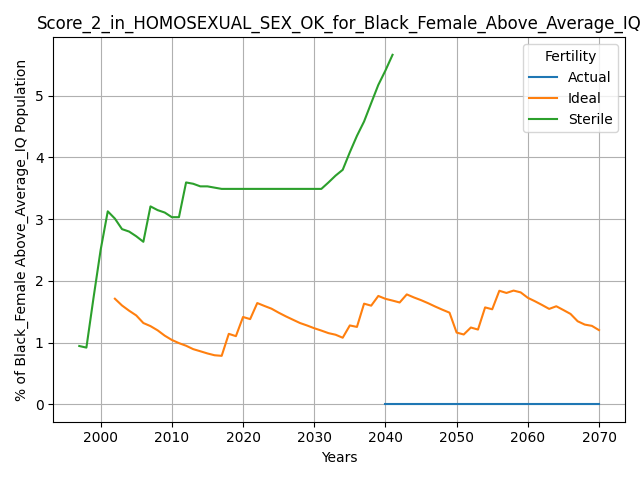 Score_2_in_HOMOSEXUAL_SEX_OK_for_Black_Female_Above_Average_IQ
% of Black_Female Above_Average_IQ Population
5
4
3
2
1
0
Fertility
Actual
Ideal
Sterile
2000 2010 2020 2030 2040 2050 2060 2070
Years